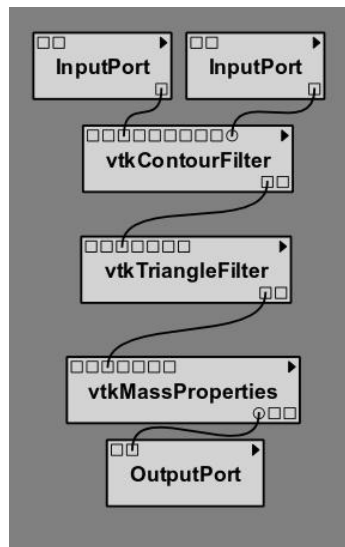 InputPort
InputPort
vtkContourFilter
vtkTriangleFilter
vtkMassProperties
OutputPort